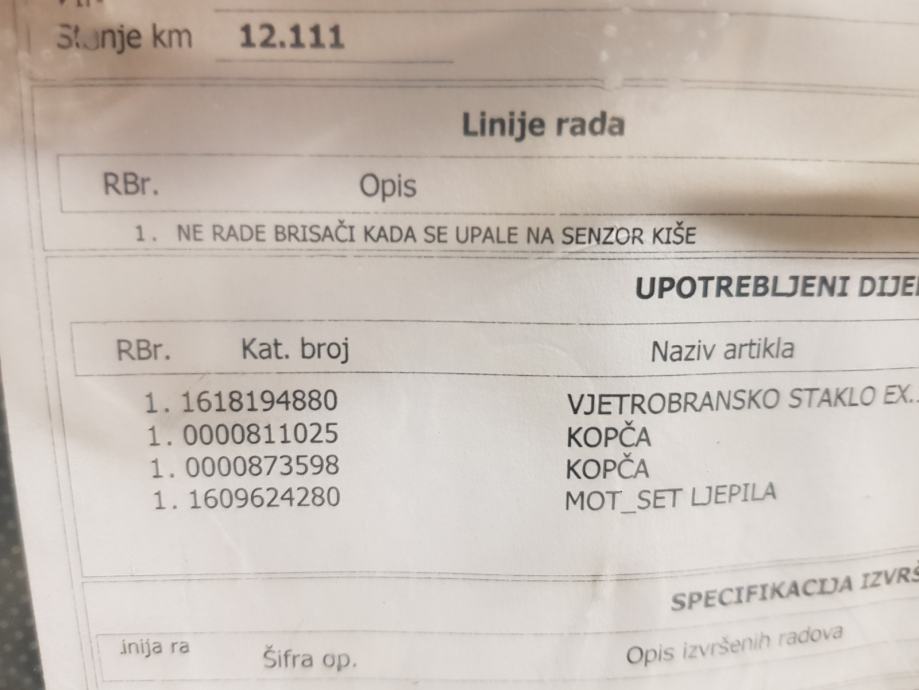 Stanje km 12.111
Linije rada
RBr. Opis
1. NE RADE BRISAČI KADA SE UPALE NA SENZOR KIŠE
UPOTREBLJENI
RBr. Kat. broj Naziv artikla
1. 1618194880 VJETROBRANSKO STAKLO EX..
1. 0000811025 KOPČA
1. 0000873598 KOPČA
1. 1609624280 MOT_SET LJEPILA
SPECIFIKACIJA
inija ra Šifra op. Opis izvršenih radova